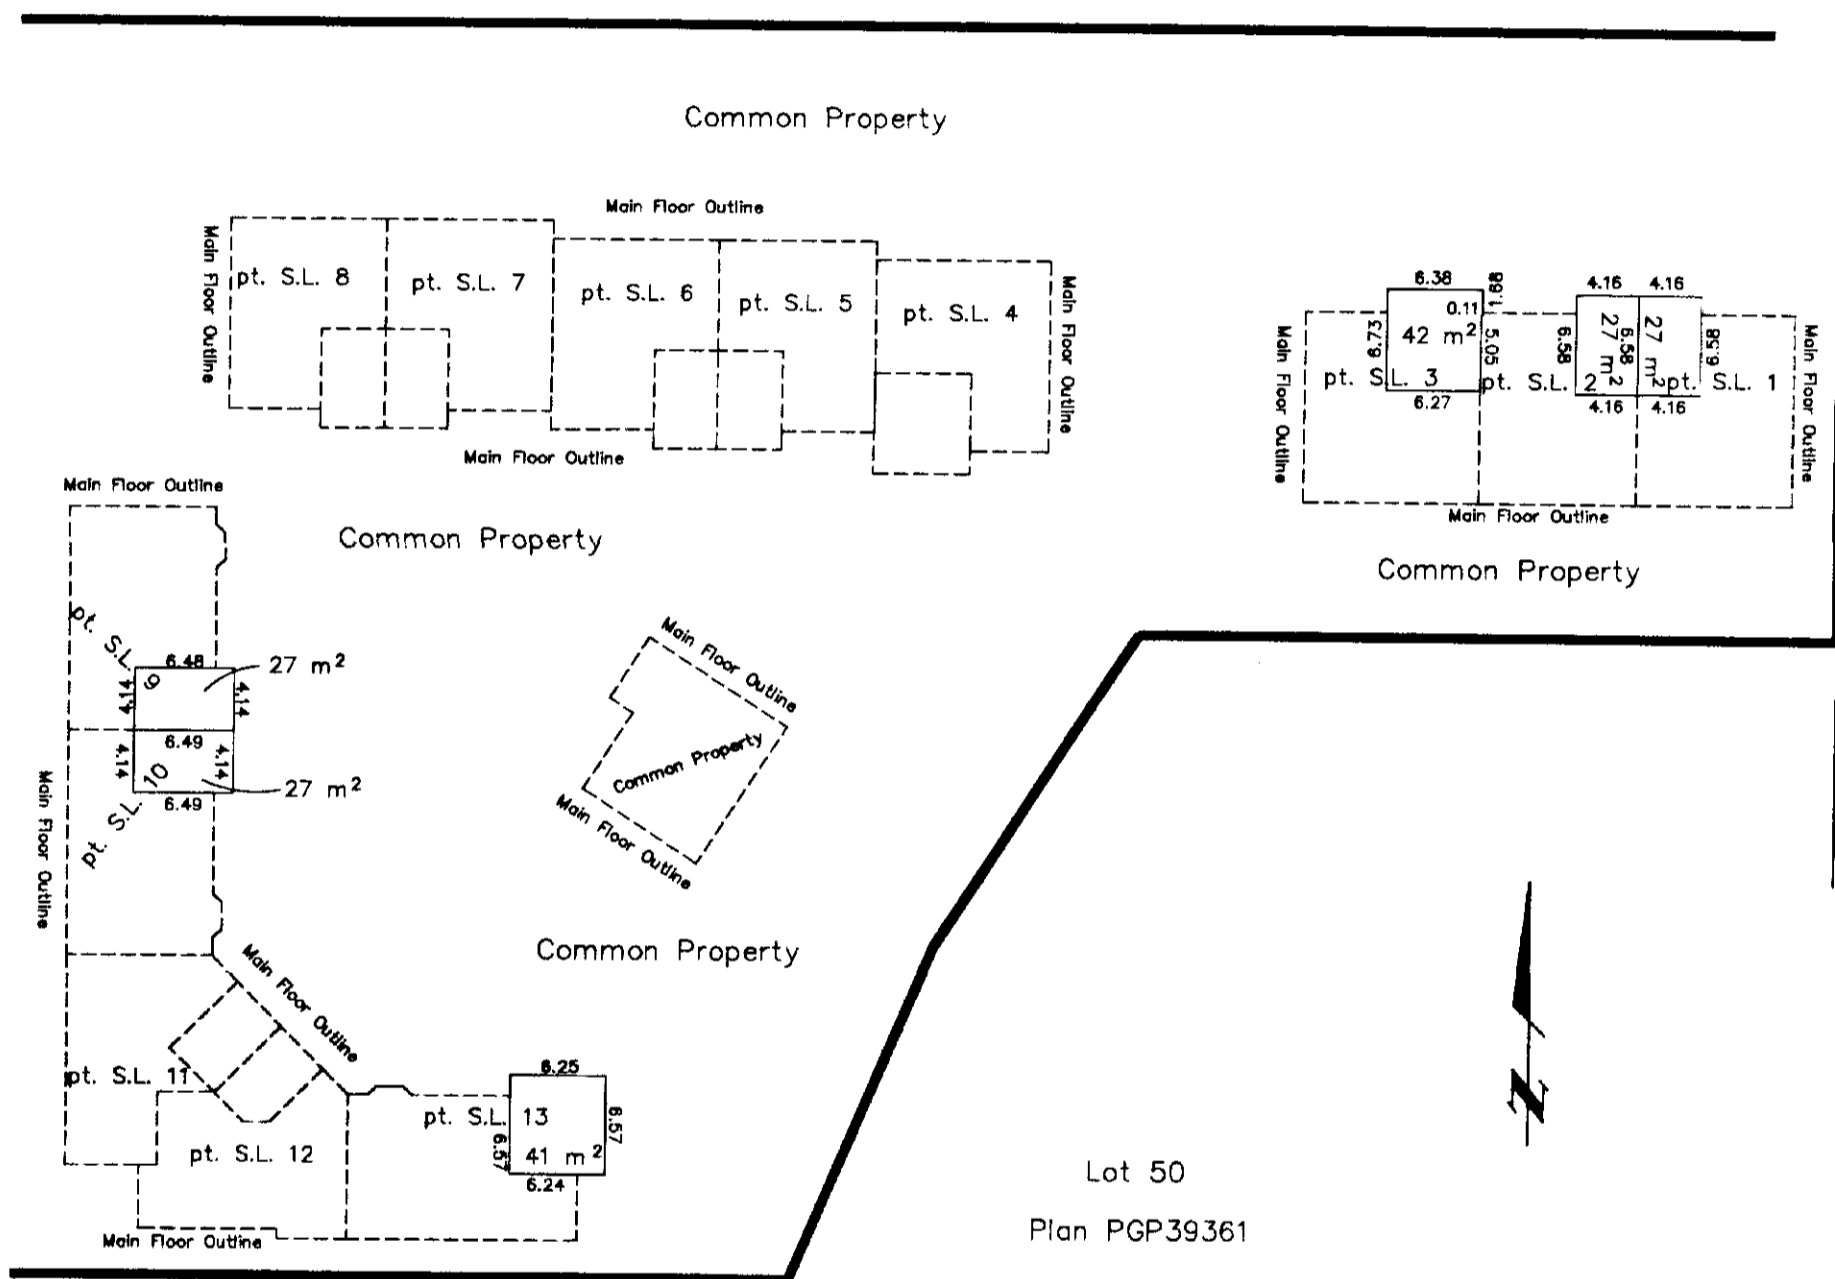 Common Property
Main Floor Outline
Main Floor Outline
pt. S.L. 8
pt. S.L. 7
pt. S.L. 6
pt. S.L. 5
pt. S.L. 4
Main Floor Outline
Main Floor Outline
6.38
1.68
0.11
6.73
42 m²
5.05
pt. S.L. 3
6.27
4.16
4.16
6.58
27 m²
6.58
27 m²
6.58
pt. S.L. 2
pt. S.L. 1
4.16
4.16
Main Floor Outline
Main Floor Outline
Main Floor Outline
Common Property
Main Floor Outline
Common Property
pt. S.L. 9
6.48
27 m²
4.14
4.14
6.49
4.14
4.14
pt. S.L. 10
27 m²
6.49
Main Floor Outline
Main Floor Outline
Common Property
Main Floor Outline
Common Property
Main Floor Outline
pt. S.L. 11
pt. S.L. 12
6.25
pt. S.L. 13
6.57
6.57
41 m²
6.24
Main Floor Outline
Lot 50
Plan PGP39361
N